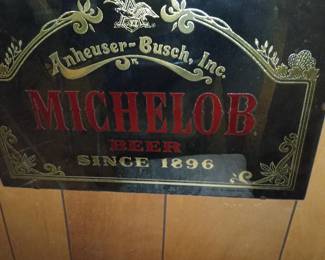 Anheuser-Busch, Inc.
MICHELOB
BEER
SINCE 1896